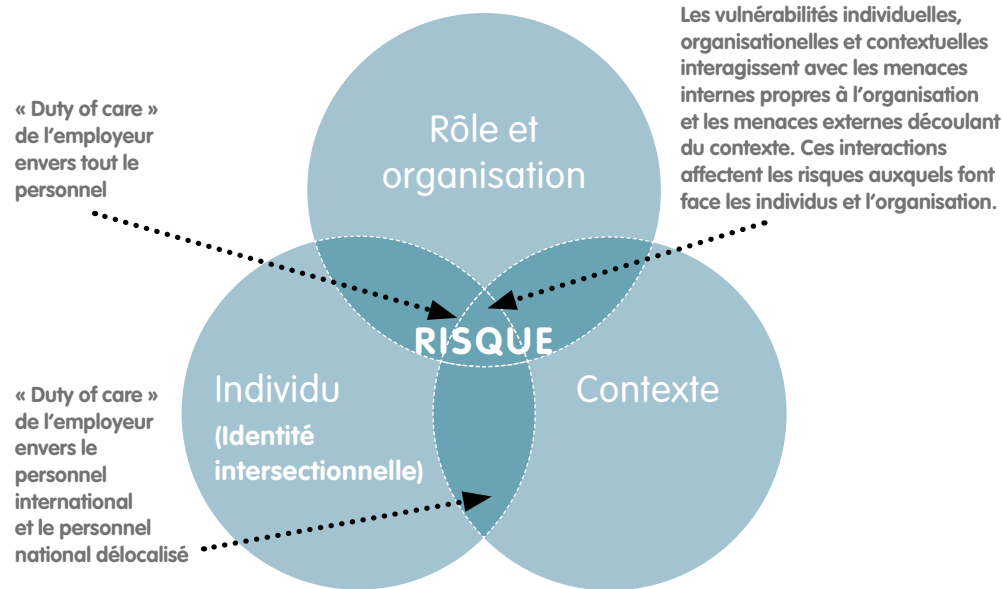 Les vulnérabilités individuelles,
organisationelles et contextuelles
interagissent avec les menaces
internes propres à l'organisation
et les menaces externes découlant
du contexte. Ces interactions
affectent les risques auxquels font
face les individus et l'organisation.
« Duty of care »
de l'employeur
envers tout le
personnel
Rôle et
organisation
RISQUE
Individu
(Identité
intersectionnelle)
Contexte
« Duty of care »
de l'employeur
envers le
personnel
international
et le personnel
national délocalisé